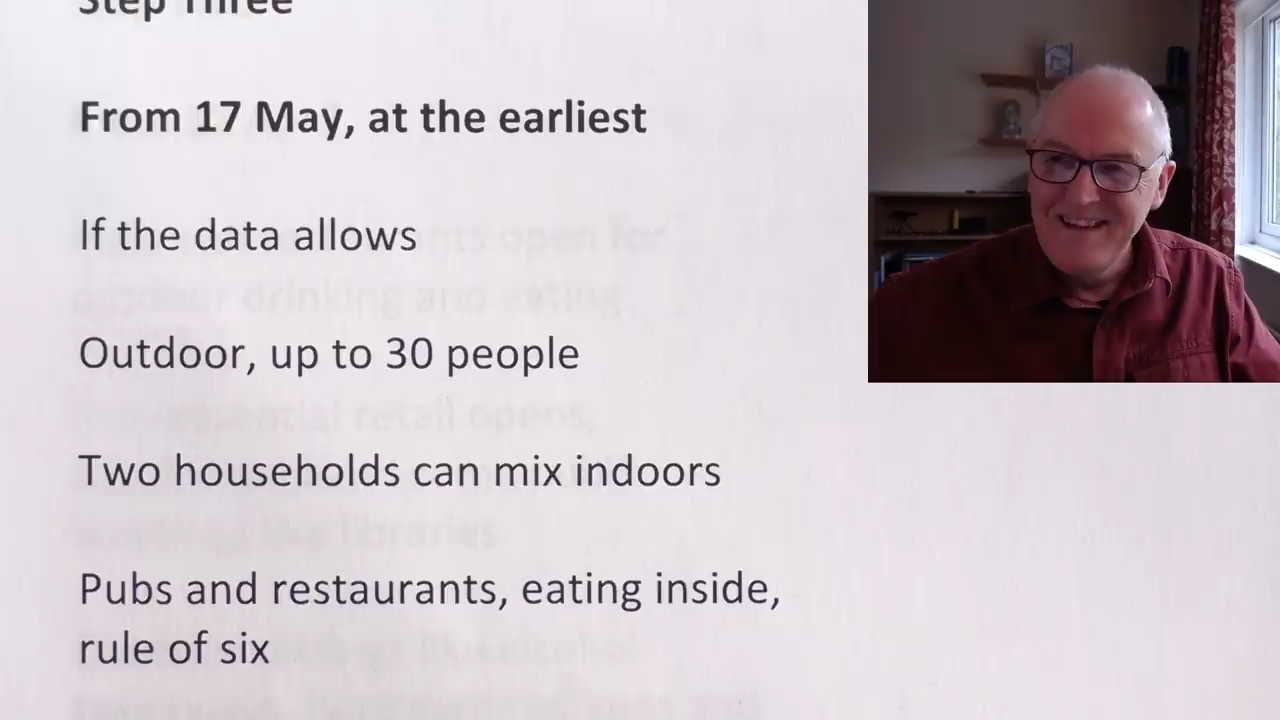 Step Three
From 17 May, at the earliest
If the data allows
Outdoor, up to 30 people
Two households can mix indoors
Pubs and restaurants, eating inside,
rule of six